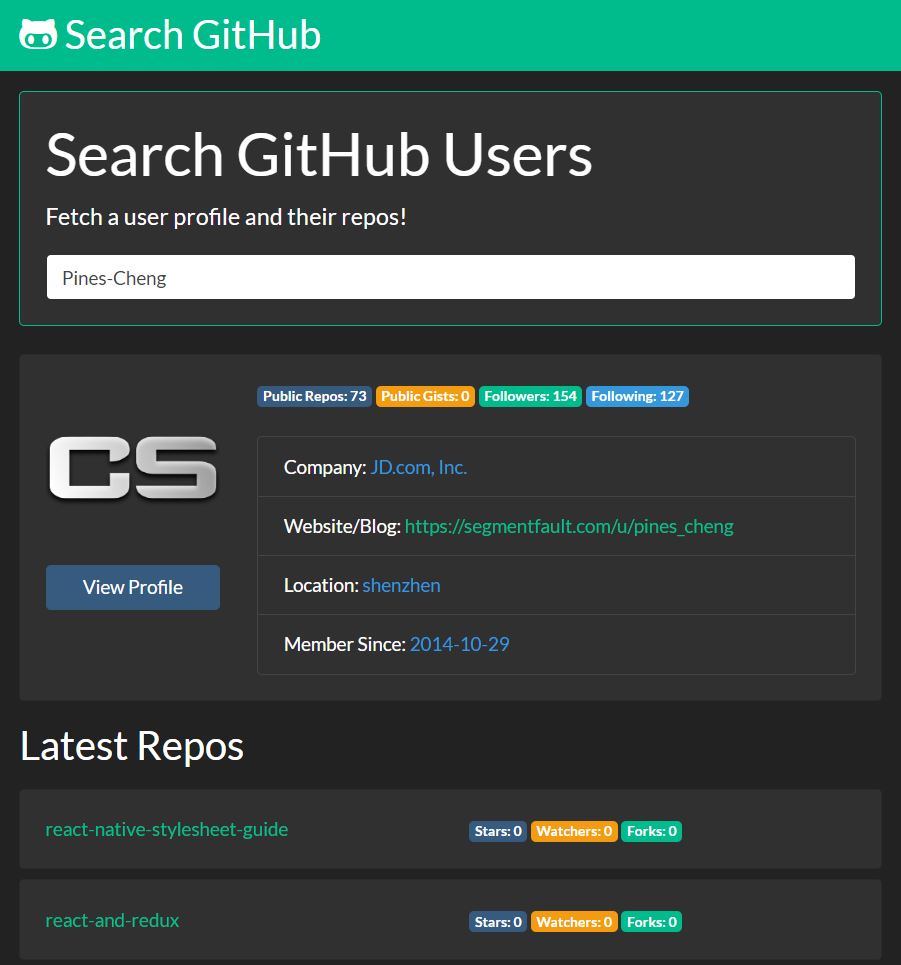 Search GitHub
Search GitHub Users
Fetch a user profile and their repos!
Pines-Cheng
Public Repos: 73 Public Gists: 0 Followers: 154 Following: 127
CS
Company: JD.com, Inc.
Website/Blog: https://segmentfault.com/u/pines_cheng
Location: shenzhen
Member Since: 2014-10-29
View Profile
Latest Repos
react-native-stylesheet-guide Stars: 0 Watchers: 0 Forks: 0
react-and-redux Stars: 0 Watchers: 0 Forks: 0